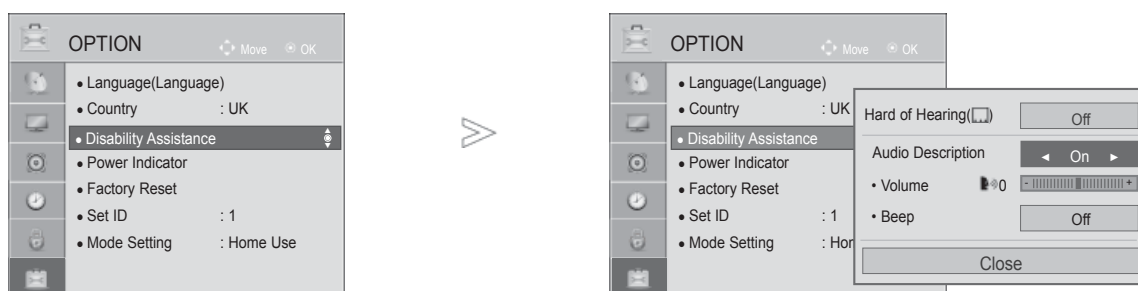 OPTION
Move OK
• Language(Language)
• Country : UK
• Disability Assistance
• Power Indicator
• Factory Reset
• Set ID : 1
• Mode Setting : Home Use
OPTION
Move OK
• Language(Language)
• Country : UK
• Disability Assistance
• Power Indicator
• Factory Reset
• Set ID : 1
• Mode Setting : Hor
Hard of Hearing( ) Off
Audio Description ◄ On ►
• Volume 0 - +
• Beep Off
Close